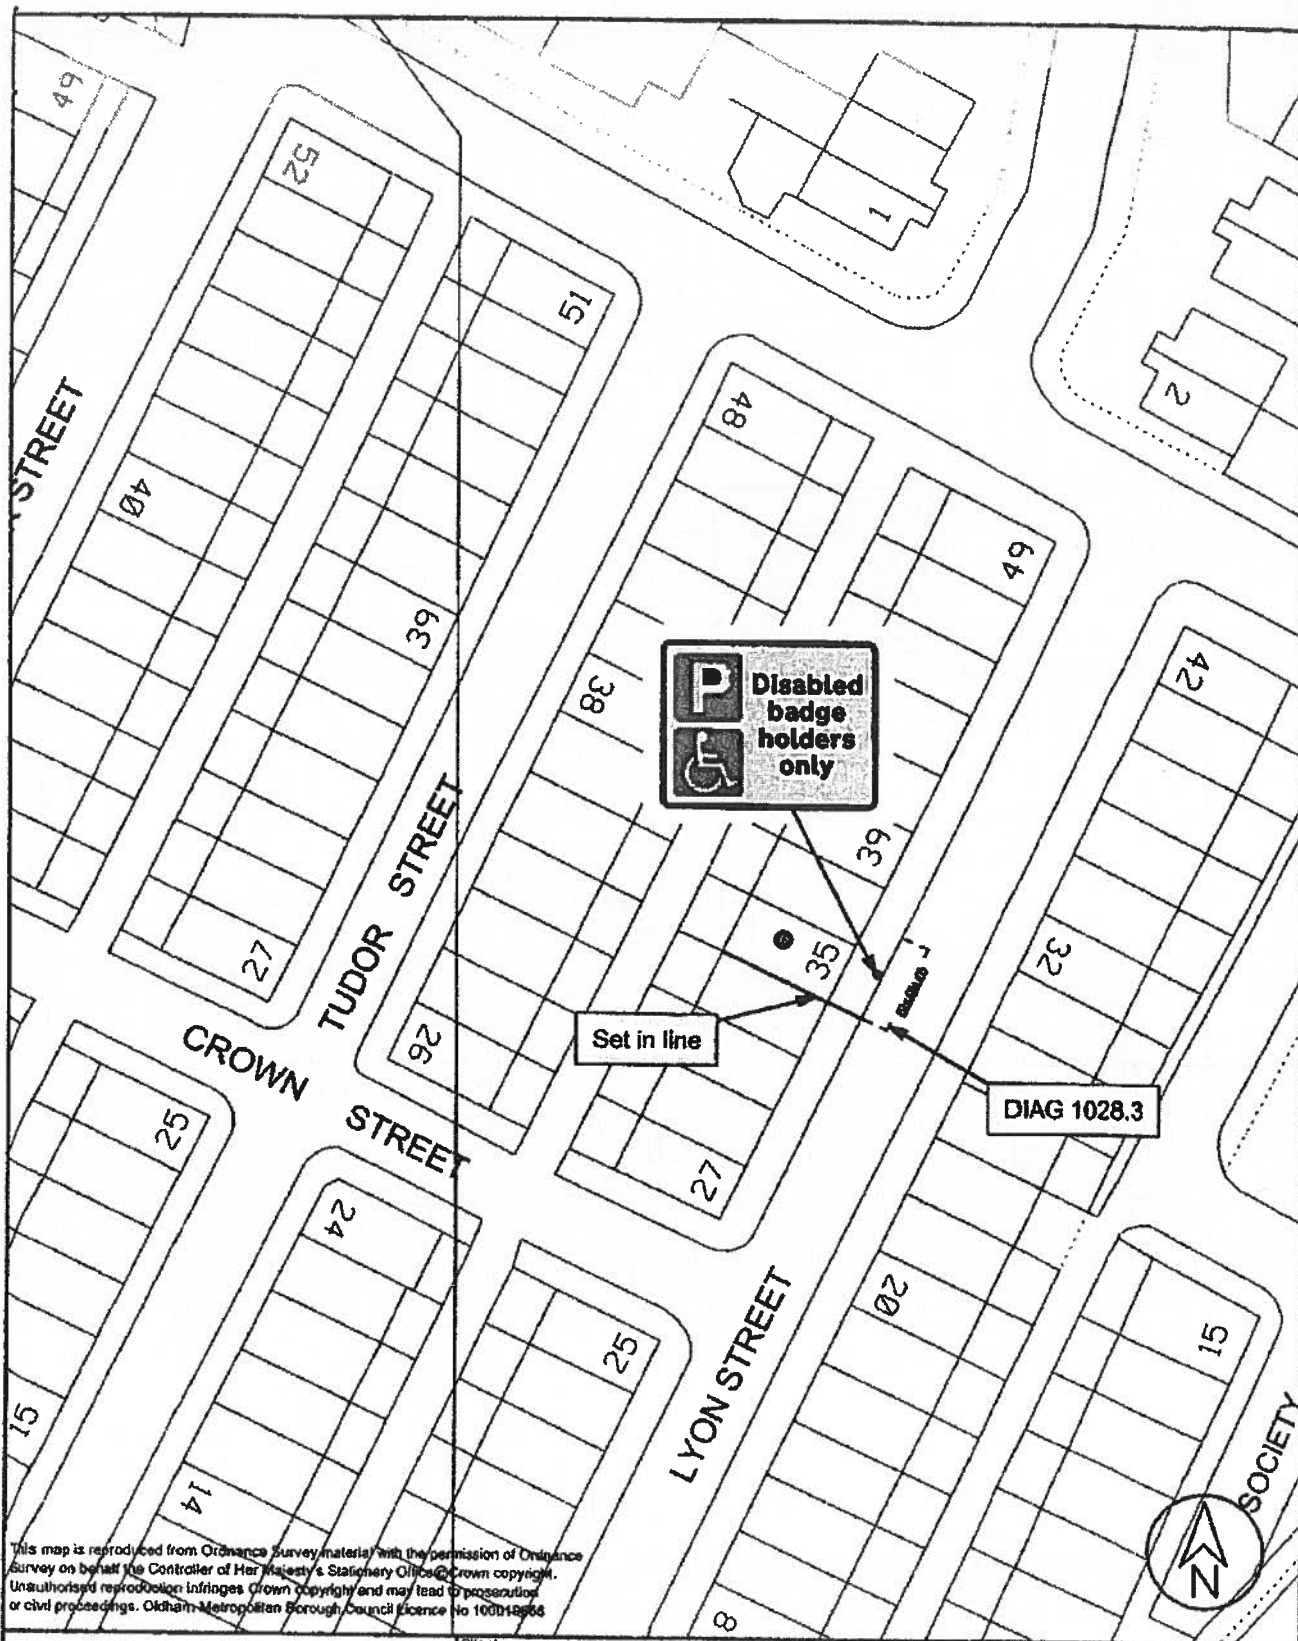 49
52
1
51
2
48
STREET
49
40
42
39
38
P
Disabled
badge
holders
only
39
TUDOR STREET
35
32
27
DISABLED
Set in line
26
CROWN STREET
DIAG 1028.3
25
27
24
20
25
15
LYON STREET
15
SOCIETY
14
N
8
This map is reproduced from Ordnance Survey material with the permission of Ordnance
Survey on behalf the Controller of Her Majesty's Stationery Office © Crown copyright.
Unauthorised reproduction infringes Crown copyright and may lead to prosecution
or civil proceedings. Oldham Metropolitan Borough Council Licence No